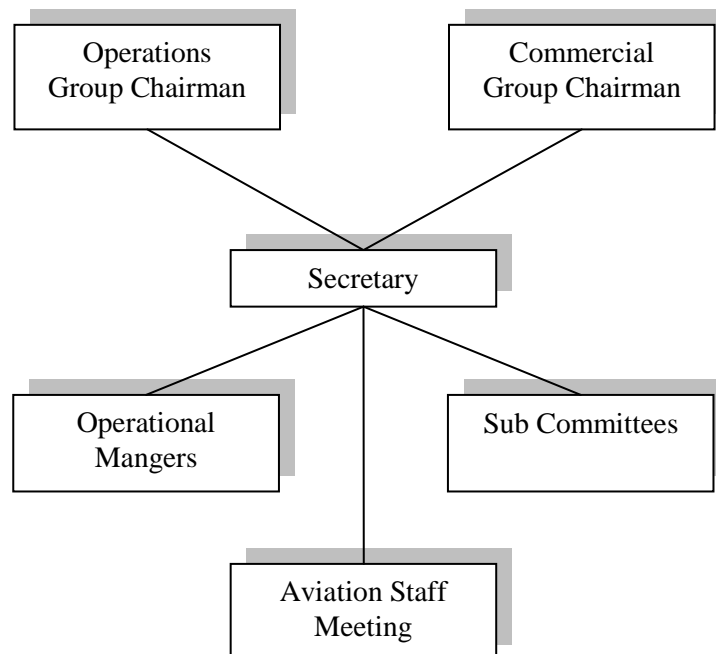 Operations
Group Chairman
Commercial
Group Chairman
Secretary
Operational
Mangers
Sub Committees
Aviation Staff
Meeting